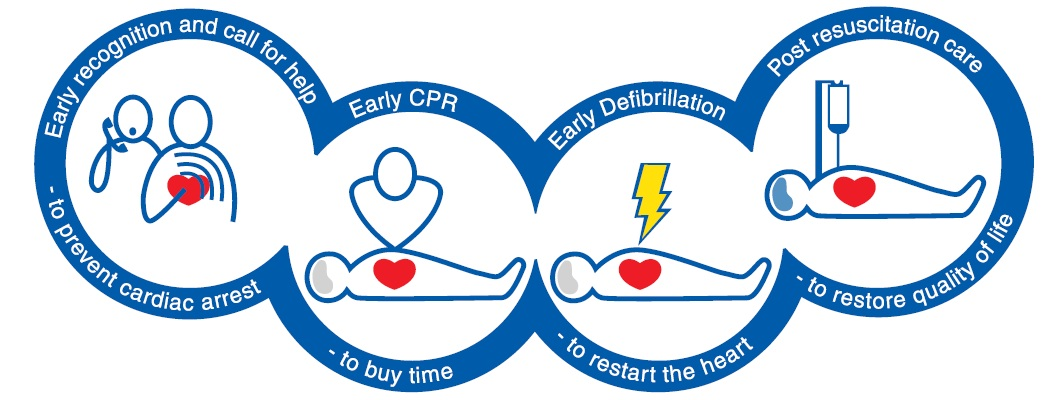 Early recognition and call for help
- to prevent cardiac arrest
Early CPR
- to buy time
Early Defibrillation
- to restart the heart
Post resuscitation care
- to restore quality of life